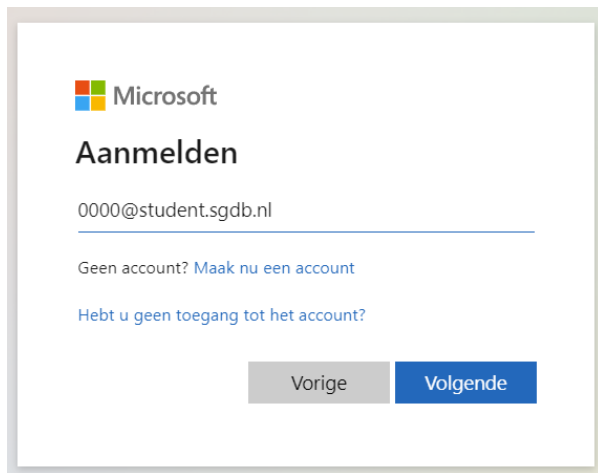 Microsoft
Aanmelden
0000@student.sgdb.nl
Geen account? Maak nu een account
Hebt u geen toegang tot het account?
Vorige Volgende